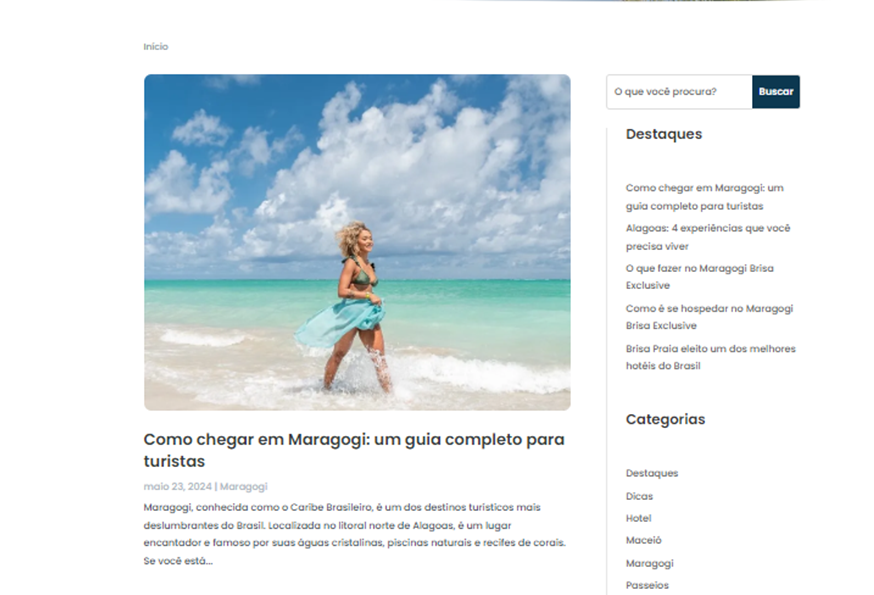 Início
O que você procura?
Buscar
Como chegar em Maragogi: um guia completo para
turistas
maio 23, 2024 | Maragogi
Maragogi, conhecida como o Caribe Brasileiro, é um dos destinos turísticos mais
deslumbrantes do Brasil. Localizada no litoral norte de Alagoas, é um lugar
encantador e famoso por suas águas cristalinas, piscinas naturais e recifes de corais.
Se você está...
Destaques
Como chegar em Maragogi: um
guia completo para turistas
Alagoas: 4 experiências que você
precisa viver
O que fazer no Maragogi Brisa
Exclusive
Como é se hospedar no Maragogi
Brisa Exclusive
Brisa Praia eleito um dos melhores
hotéis do Brasil
Categorias
Destaques
Dicas
Hotel
Maceió
Maragogi
Passeios